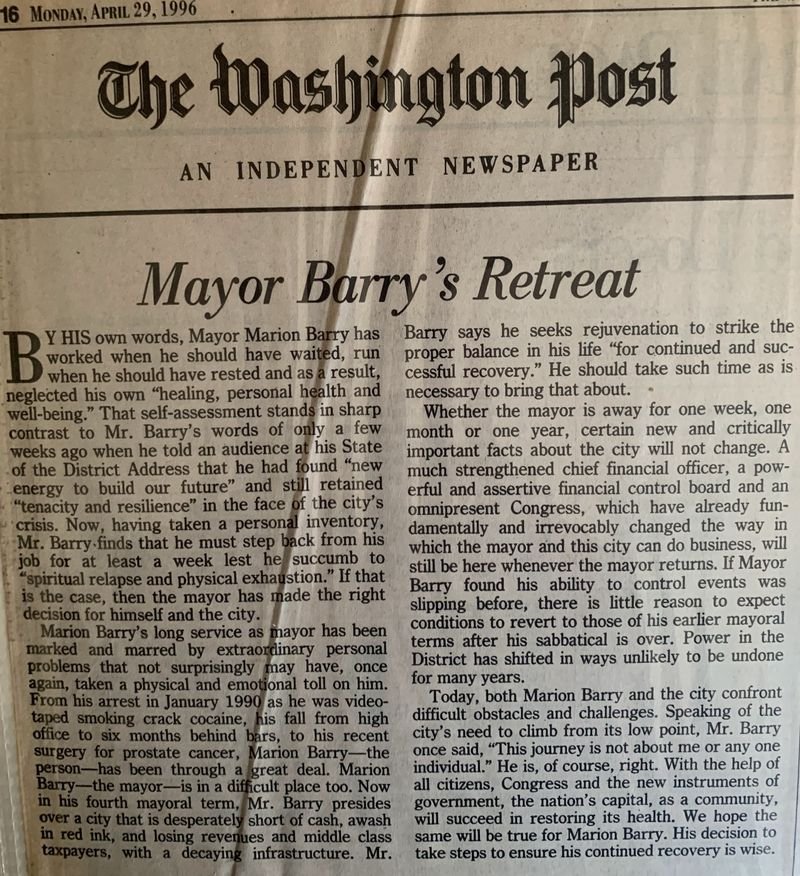 16 MONDAY, APRIL 29, 1996
The Washington Post
AN INDEPENDENT NEWSPAPER
Mayor Barry's Retreat
BY HIS own words, Mayor Marion Barry has
worked when he should have waited, run
when he should have rested and as a result,
neglected his own “healing, personal health and
well-being.” That self-assessment stands in sharp
contrast to Mr. Barry's words of only a few
weeks ago when he told an audience at his State
of the District Address that he had found “new
energy to build our future” and still retained
“tenacity and resilience” in the face of the city's
crisis. Now, having taken a personal inventory,
Mr. Barry finds that he must step back from his
job for at least a week lest he succumb to
“spiritual relapse and physical exhaustion.” If that
is the case, then the mayor has made the right
decision for himself and the city.
Marion Barry's long service as mayor has been
marked and marred by extraordinary personal
problems that not surprisingly may have, once
again, taken a physical and emotional toll on him.
From his arrest in January 1990 as he was video-
taped smoking crack cocaine, his fall from high
office to six months behind bars, to his recent
surgery for prostate cancer, Marion Barry—the
person—has been through a great deal. Marion
Barry—the mayor—is in a difficult place too. Now
in his fourth mayoral term, Mr. Barry presides
over a city that is desperately short of cash, awash
in red ink, and losing revenues and middle class
taxpayers, with a decaying infrastructure. Mr.
Barry says he seeks rejuvenation to strike the
proper balance in his life “for continued and suc-
cessful recovery.” He should take such time as is
necessary to bring that about.
Whether the mayor is away for one week, one
month or one year, certain new and critically
important facts about the city will not change. A
much strengthened chief financial officer, a pow-
erful and assertive financial control board and an
omnipresent Congress, which have already fun-
damentally and irrevocably changed the way in
which the mayor and this city can do business, will
still be here whenever the mayor returns. If Mayor
Barry found his ability to control events was
slipping before, there is little reason to expect
conditions to revert to those of his earlier mayoral
terms after his sabbatical is over. Power in the
District has shifted in ways unlikely to be undone
for many years.
Today, both Marion Barry and the city confront
difficult obstacles and challenges. Speaking of the
city's need to climb from its low point, Mr. Barry
once said, “This journey is not about me or any one
individual.” He is, of course, right. With the help of
all citizens, Congress and the new instruments of
government, the nation's capital, as a community,
will succeed in restoring its health. We hope the
same will be true for Marion Barry. His decision to
take steps to ensure his continued recovery is wise.